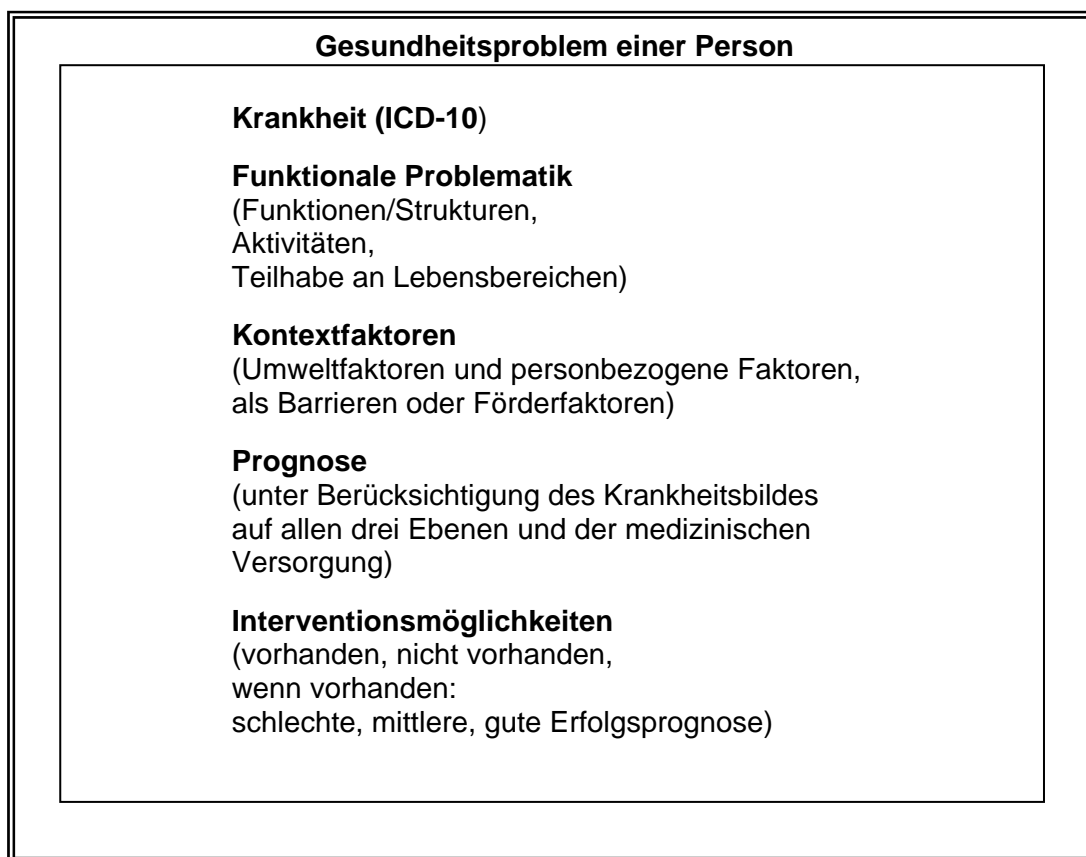 Gesundheitsproblem einer Person
Krankheit (ICD-10)
Funktionale Problematik
(Funktionen/Strukturen,
Aktivitäten,
Teilhabe an Lebensbereichen)
Kontextfaktoren
(Umweltfaktoren und personbezogene Faktoren,
als Barrieren oder Förderfaktoren)
Prognose
(unter Berücksichtigung des Krankheitsbildes
auf allen drei Ebenen und der medizinischen
Versorgung)
Interventionsmöglichkeiten
(vorhanden, nicht vorhanden,
wenn vorhanden:
schlechte, mittlere, gute Erfolgsprognose)